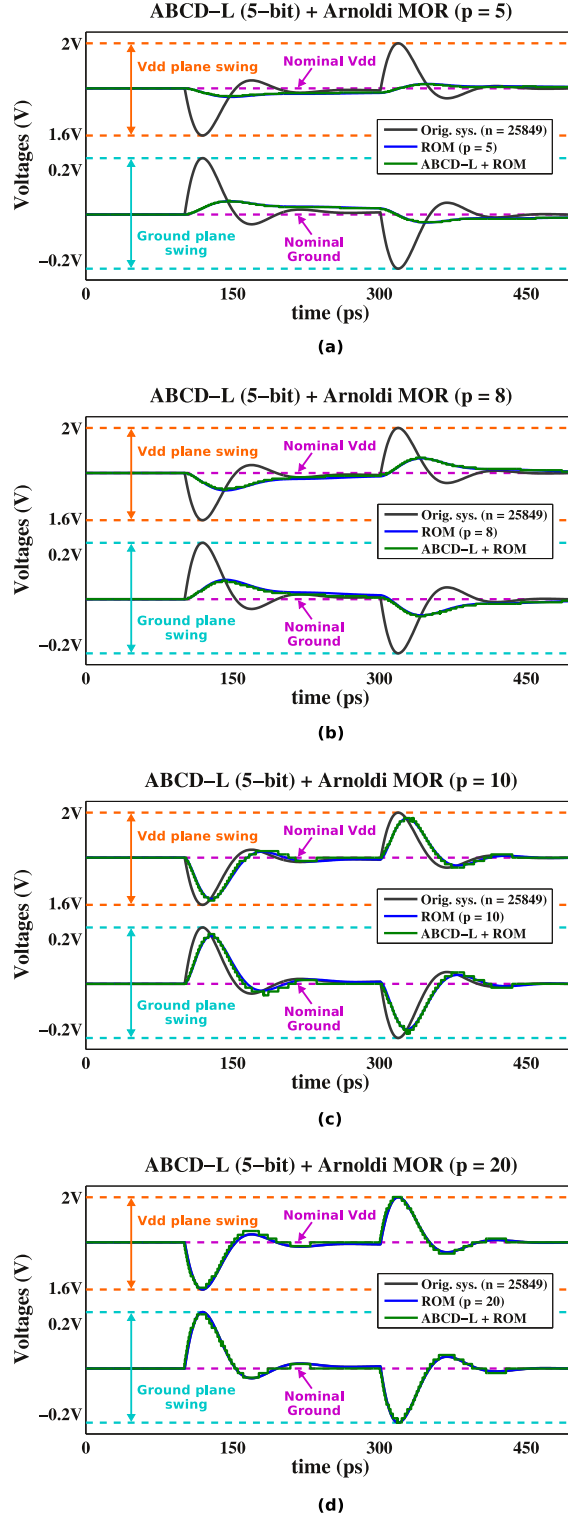 ABCD−L (5−bit) + Arnoldi MOR (p = 5)
2V
Vdd plane swing
Nominal Vdd
1.6V
0.2V
Orig. sys. (n = 25849)
ROM (p = 5)
ABCD−L + ROM
Voltages (V)
Ground plane
swing
Nominal
Ground
−0.2V
0
150
300
450
time (ps)
(a)
ABCD−L (5−bit) + Arnoldi MOR (p = 8)
2V
Vdd plane swing
Nominal Vdd
1.6V
0.2V
Orig. sys. (n = 25849)
ROM (p = 8)
ABCD−L + ROM
Voltages (V)
Ground plane
swing
Nominal
Ground
−0.2V
0
150
300
450
time (ps)
(b)
ABCD−L (5−bit) + Arnoldi MOR (p = 10)
2V
Vdd plane swing
Nominal Vdd
1.6V
0.2V
Orig. sys. (n = 25849)
ROM (p = 10)
ABCD−L + ROM
Voltages (V)
Ground plane
swing
Nominal
Ground
−0.2V
0
150
300
450
time (ps)
(c)
ABCD−L (5−bit) + Arnoldi MOR (p = 20)
2V
Vdd plane swing
Nominal Vdd
1.6V
0.2V
Orig. sys. (n = 25849)
ROM (p = 20)
ABCD−L + ROM
Voltages (V)
Ground plane
swing
Nominal
Ground
−0.2V
0
150
300
450
time (ps)
(d)